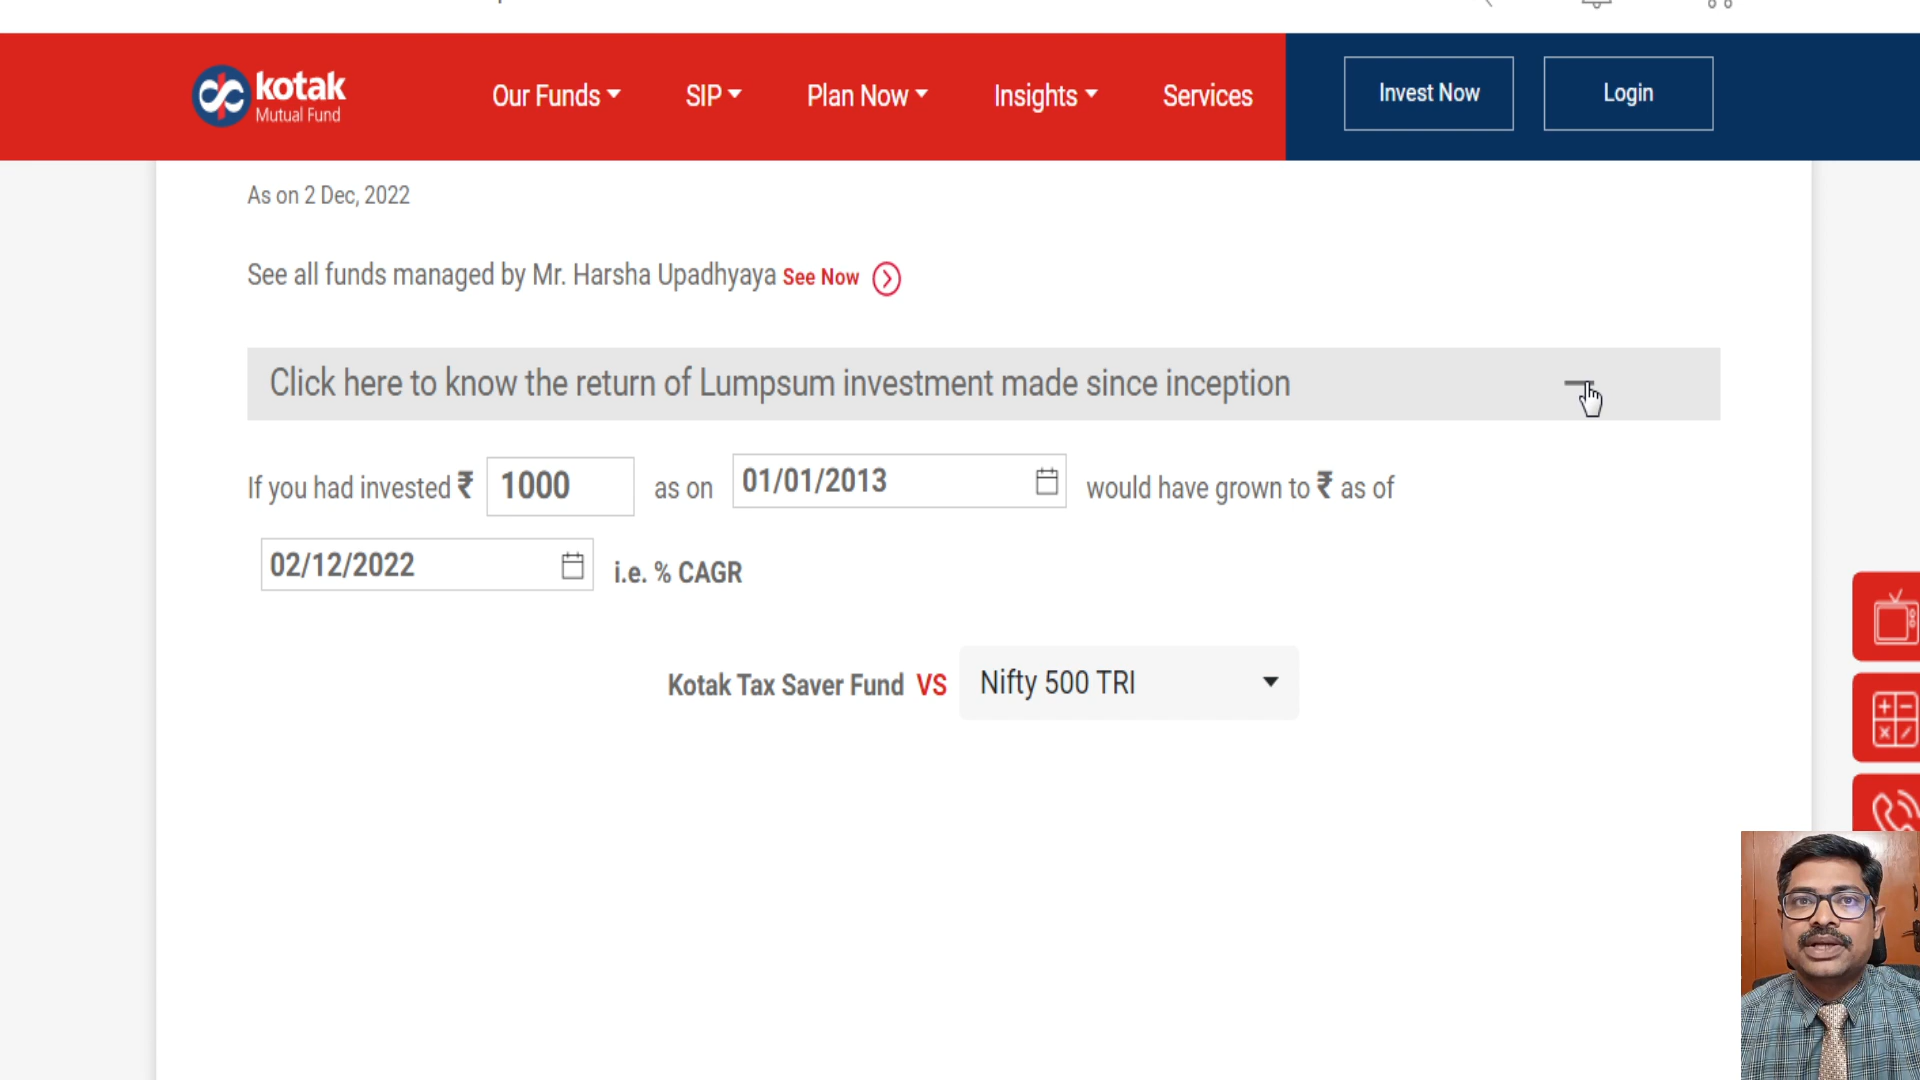 kotak
Mutual Fund
Our Funds
SIP
Plan Now
Insights
Services
Invest Now
Login
As on 2 Dec, 2022
See all funds managed by Mr. Harsha Upadhyaya See Now
Click here to know the return of Lumpsum investment made since inception
If you had invested ₹ 1000 as on 01/01/2013 would have grown to ₹ as of
02/12/2022 i.e. % CAGR
Kotak Tax Saver Fund VS Nifty 500 TRI